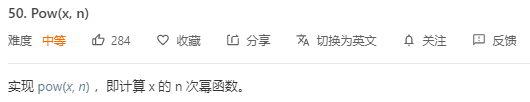 50. Pow(x, n)
难度 中等 284 收藏 分享 切换为英文 关注 反馈
实现 pow(x, n) ，即计算 x 的 n 次幂函数。